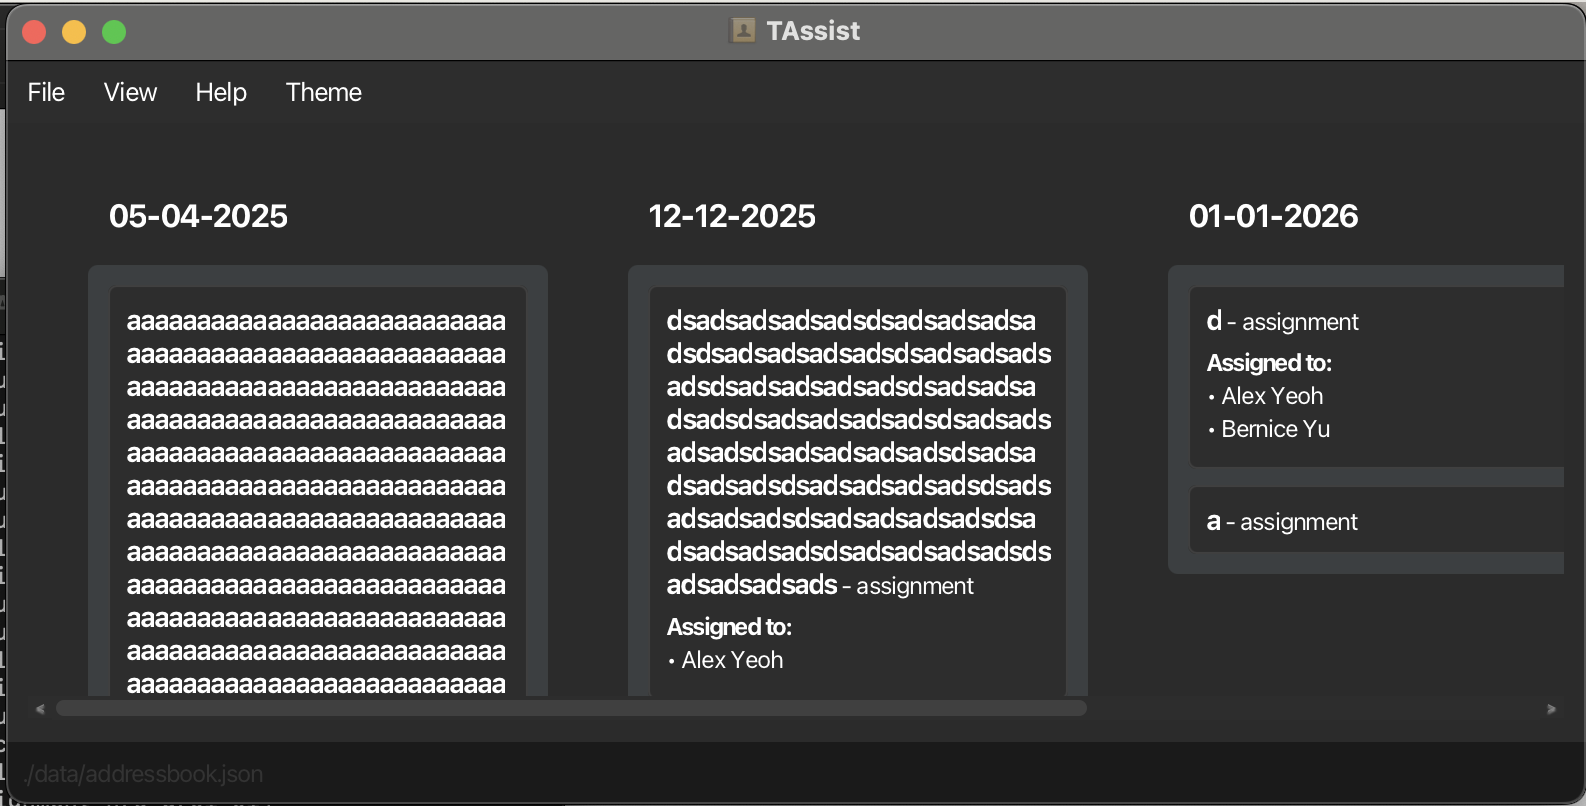 TAssist
File View Help Theme
05-04-2025
aaaaaaaaaaaaaaaaaaaaaaaaaaa
aaaaaaaaaaaaaaaaaaaaaaaaaaa
aaaaaaaaaaaaaaaaaaaaaaaaaaa
aaaaaaaaaaaaaaaaaaaaaaaaaaa
aaaaaaaaaaaaaaaaaaaaaaaaaaa
aaaaaaaaaaaaaaaaaaaaaaaaaaa
aaaaaaaaaaaaaaaaaaaaaaaaaaa
aaaaaaaaaaaaaaaaaaaaaaaaaaa
aaaaaaaaaaaaaaaaaaaaaaaaaaa
aaaaaaaaaaaaaaaaaaaaaaaaaaa
aaaaaaaaaaaaaaaaaaaaaaaaaaa
aaaaaaaaaaaaaaaaaaaaaaaaaaa
12-12-2025
dsadsadsadsadsdsadsadsadsa
dsdsadsadsadsadsdsadsadsads
adsdsadsadsadsadsdsadsadsa
dsadsdsadsadsadsadsdsadsads
adsadsdsadsadsadsadsdsadsa
dsadsadsdsadsadsadsadsdsads
adsadsadsdsadsadsadsadsdsa
dsadsadsadsdsadsadsadsadsds
adsadsadsads - assignment
Assigned to:
• Alex Yeoh
01-01-2026
d - assignment
Assigned to:
• Alex Yeoh
• Bernice Yu
a - assignment
./data/addressbook.json